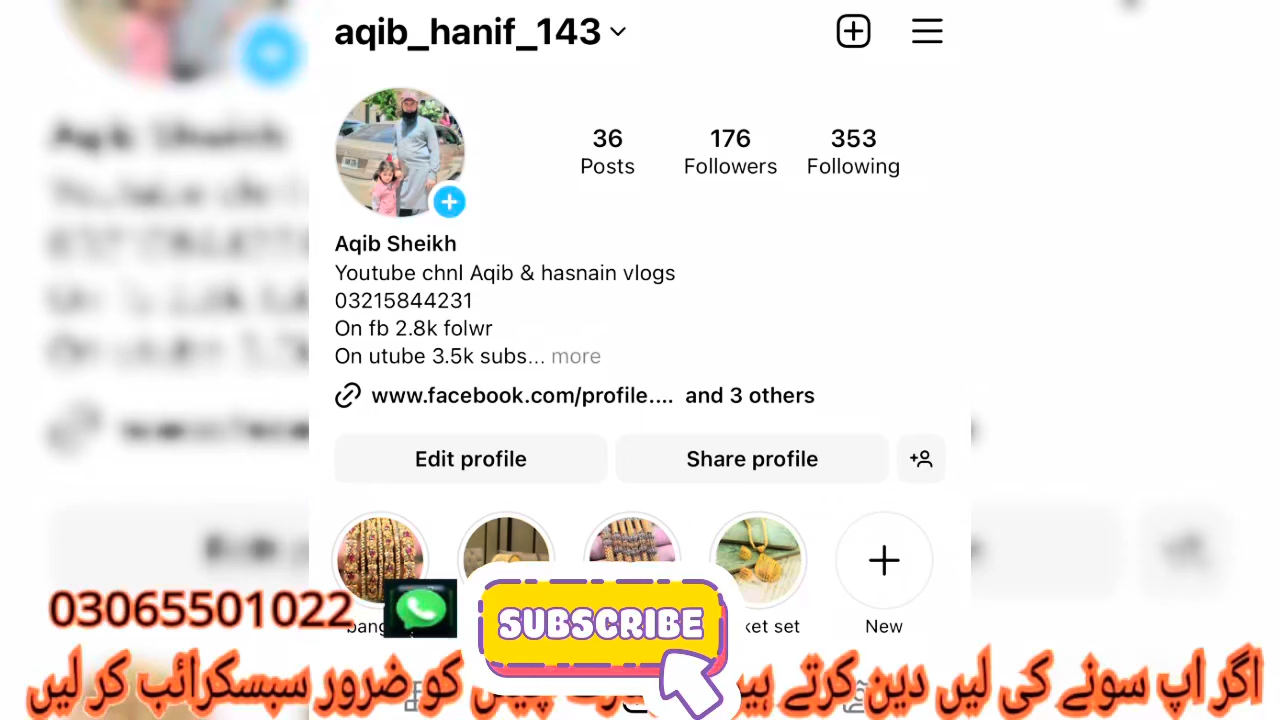 aqib_hanif_143
36
Posts
176
Followers
353
Following
Aqib Sheikh
Youtube chnl Aqib & hasnain vlogs
03215844231
On fb 2.8k folwr
On utube 3.5k subs... more
www.facebook.com/profile.... and 3 others
Edit profile
Share profile
ket set
New
03065501022
SUBSCRIBE
اگر اپ سونے کی لیں دین کرتے
کو ضرور سبسکرائب کر لیں